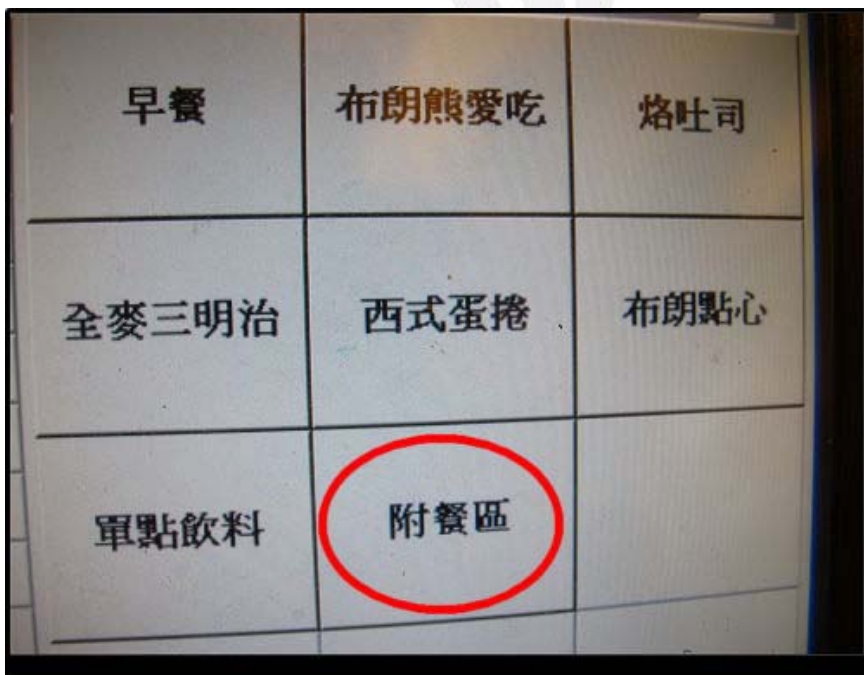 早餐
布朗熊愛吃
烙吐司
全麥三明治
西式蛋捲
布朗點心
單點飲料
附餐區